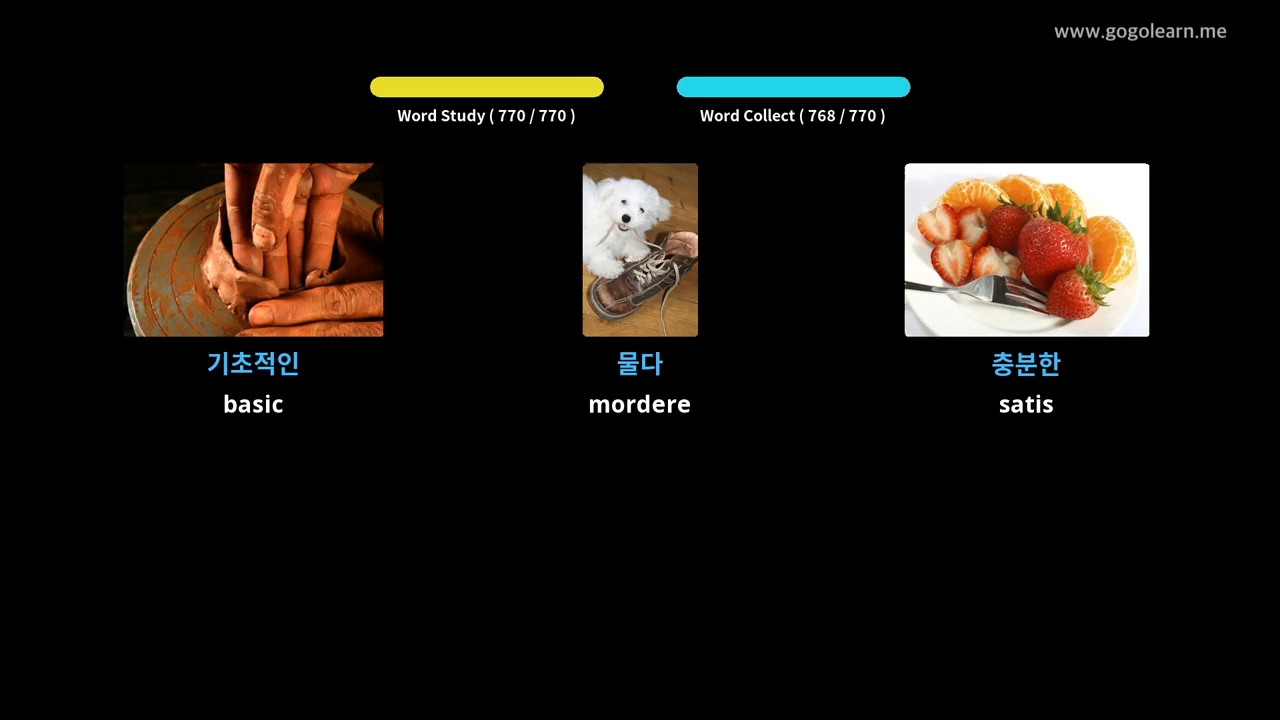 www.gogolearn.me
Word Study ( 770 / 770 )
Word Collect ( 768 / 770 )
기초적인
basic
물다
mordere
충분한
satis